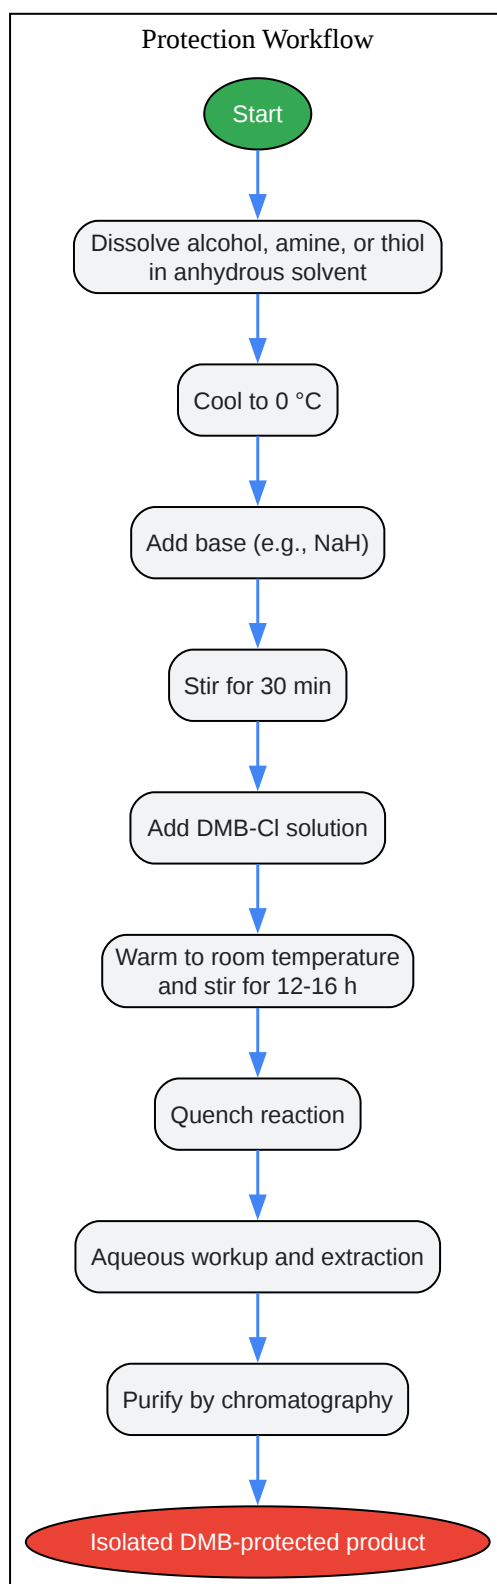 Protection Workflow
Start
Dissolve alcohol, amine, or thiol
in anhydrous solvent
Cool to 0 °C
Add base (e.g., NaH)
Stir for 30 min
Add DMB-Cl solution
Warm to room temperature
and stir for 12-16 h
Quench reaction
Aqueous workup and extraction
Purify by chromatography
Isolated DMB-protected product